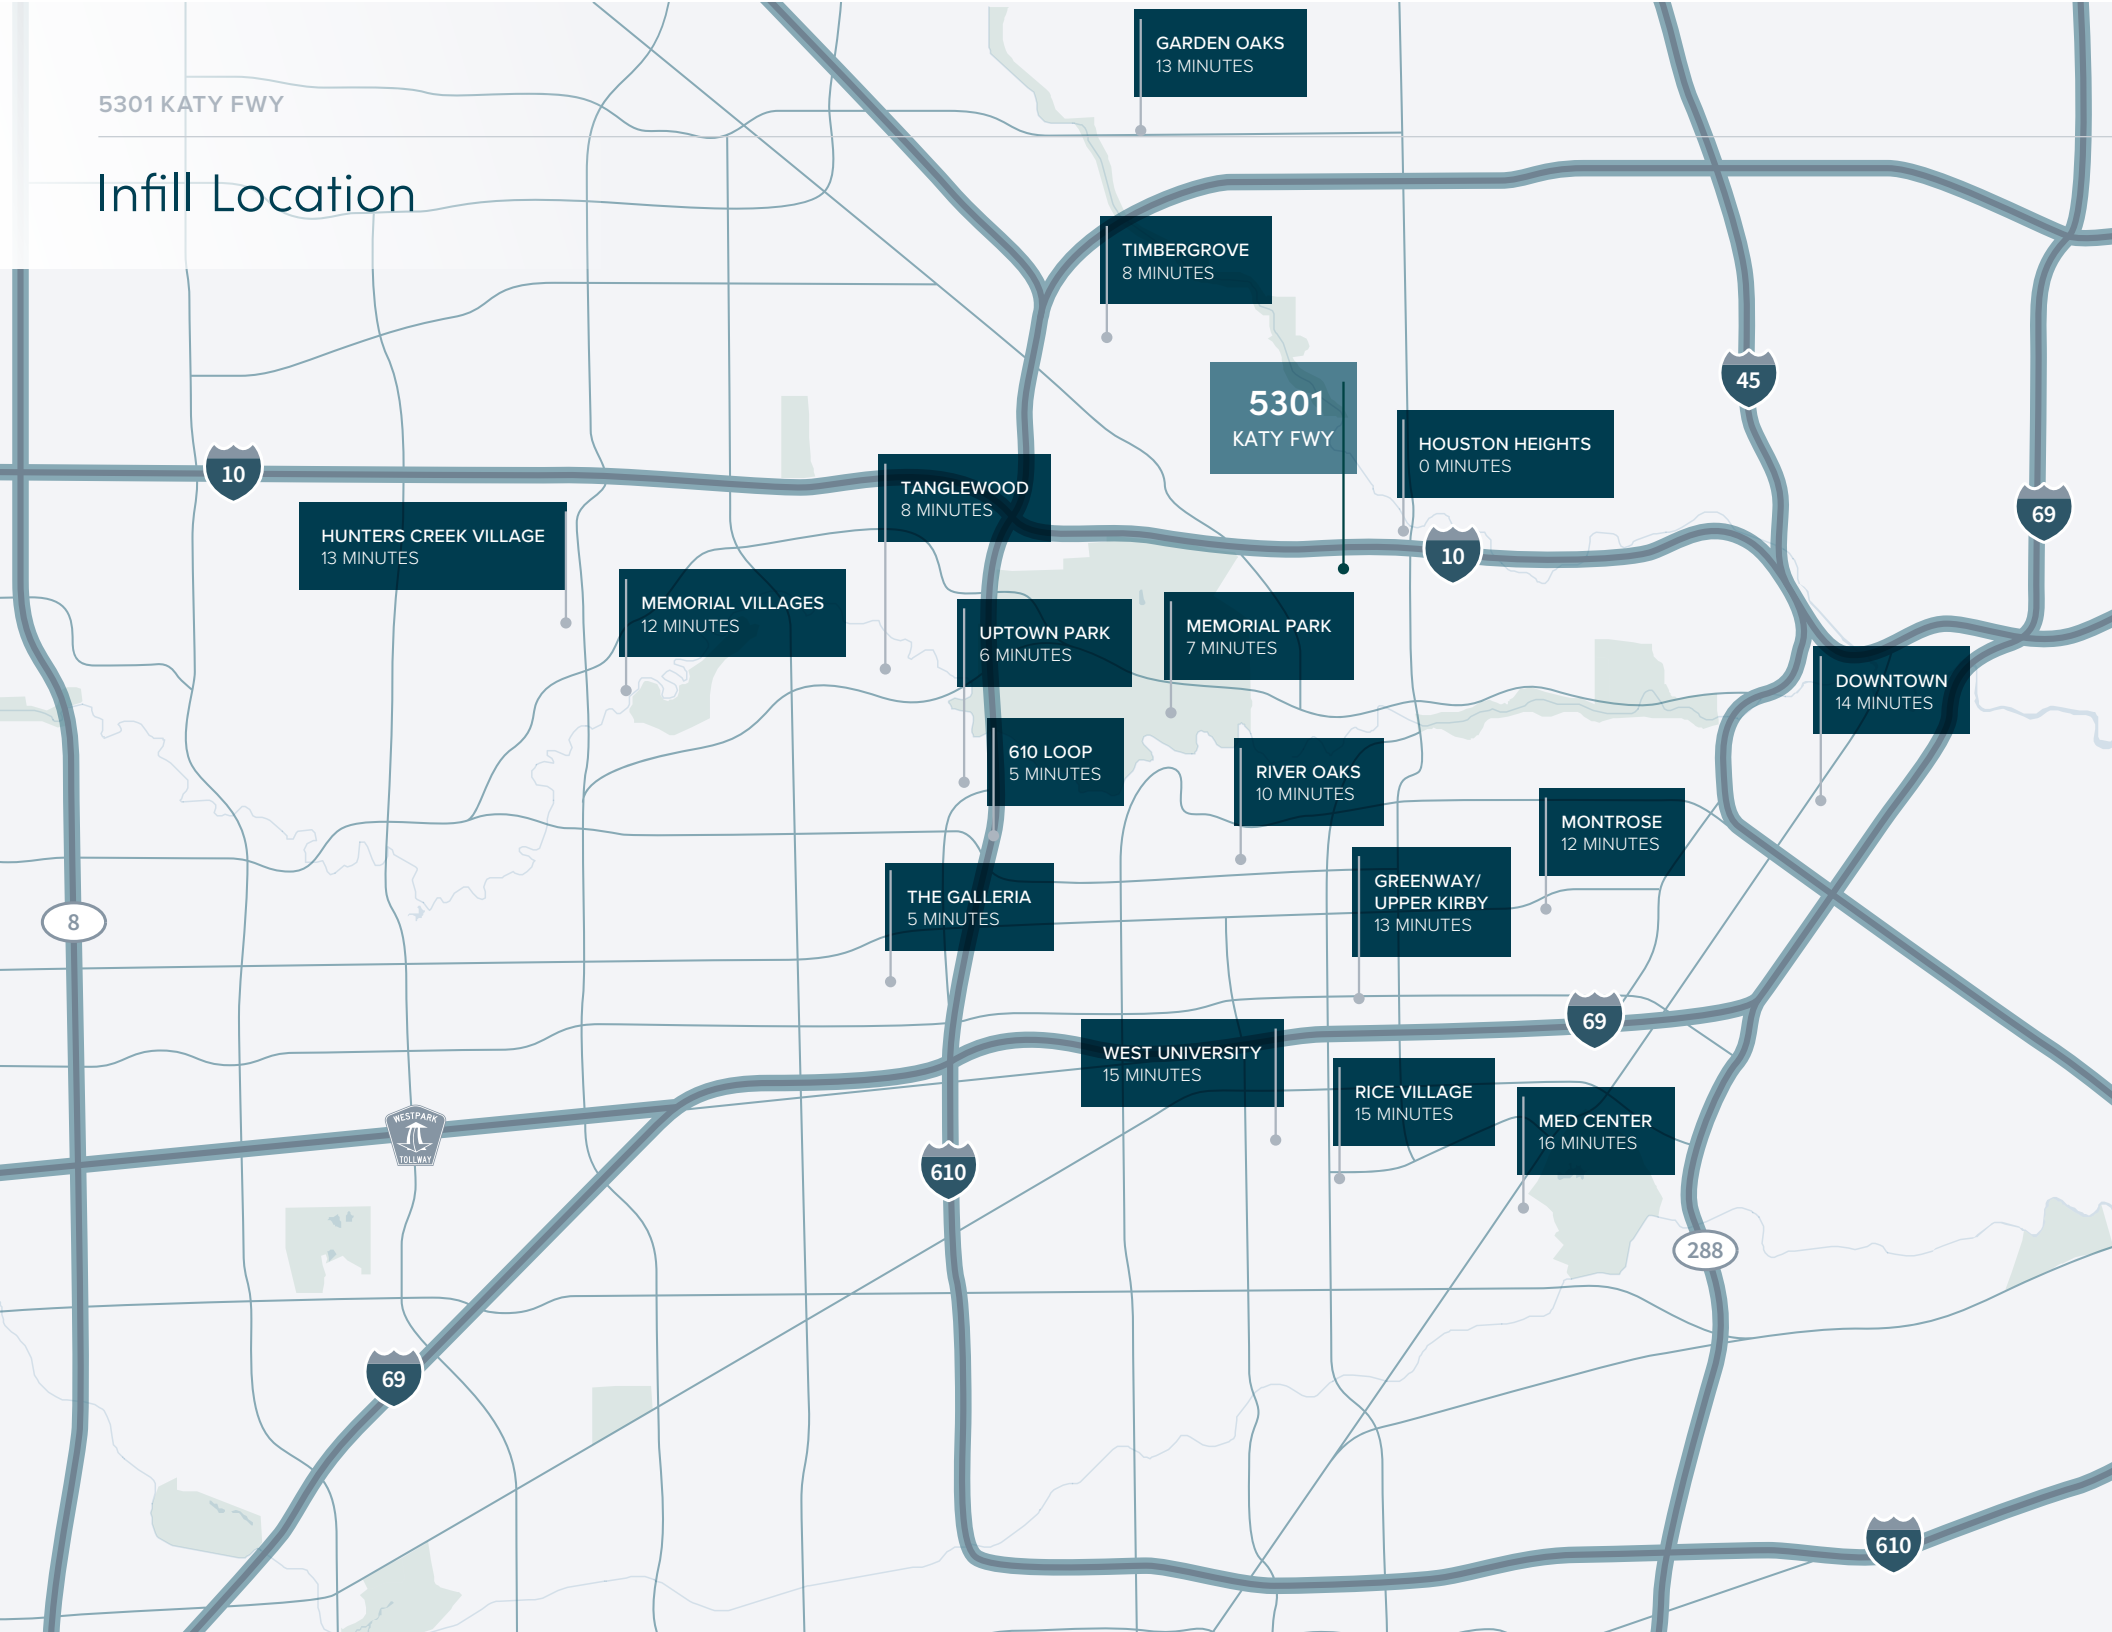 5301 KATY FWY
Infill Location
GARDEN OAKS
13 MINUTES
TIMBERGROVE
8 MINUTES
5301
KATY FWY
45
HOUSTON HEIGHTS
0 MINUTES
10
TANGLEWOOD
8 MINUTES
69
HUNTERS CREEK VILLAGE
13 MINUTES
10
MEMORIAL VILLAGES
12 MINUTES
UPTOWN PARK
6 MINUTES
MEMORIAL PARK
7 MINUTES
DOWNTOWN
14 MINUTES
610 LOOP
5 MINUTES
RIVER OAKS
10 MINUTES
MONTROSE
12 MINUTES
GREENWAY/
UPPER KIRBY
13 MINUTES
THE GALLERIA
5 MINUTES
8
69
WEST UNIVERSITY
15 MINUTES
RICE VILLAGE
15 MINUTES
MED CENTER
16 MINUTES
WESTPARK
TOLLWAY
610
288
69
610